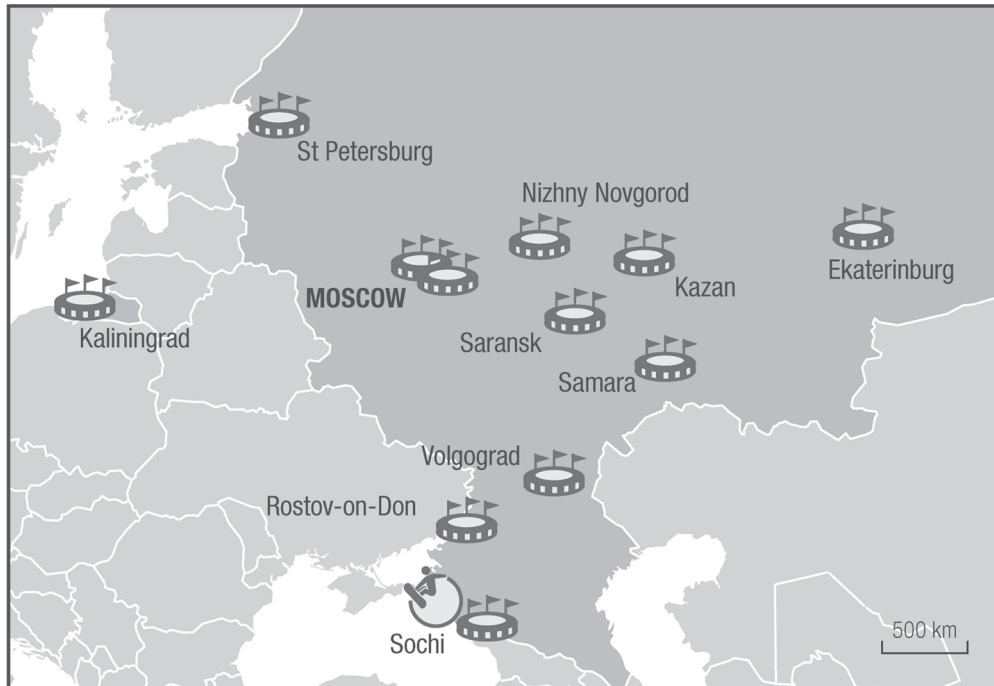 St Petersburg
Nizhny Novgorod
Ekaterinburg
Kazan
MOSCOW
Kaliningrad
Saransk
Samara
Volgograd
Rostov-on-Don
500 km
Sochi